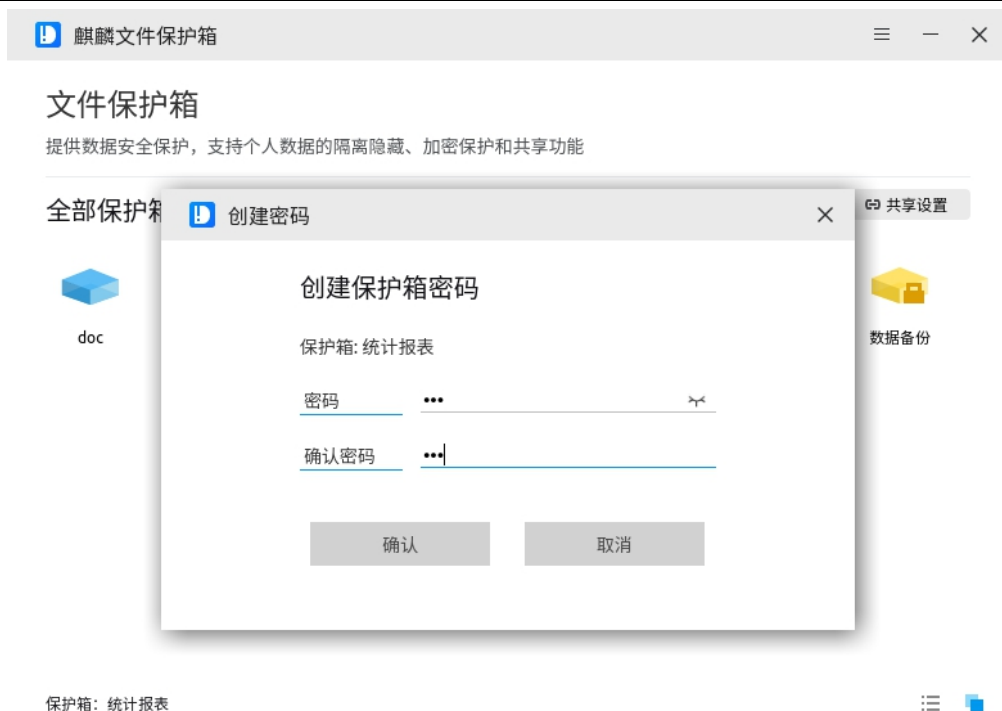 麒麟文件保护箱
文件保护箱
提供数据安全保护，支持个人数据的隔离隐藏、加密保护和共享功能
全部保护箱
共享设置
创建密码
创建保护箱密码
保护箱: 统计报表
密码 •••
确认密码 •••
确认 取消
doc
数据备份
保护箱：统计报表